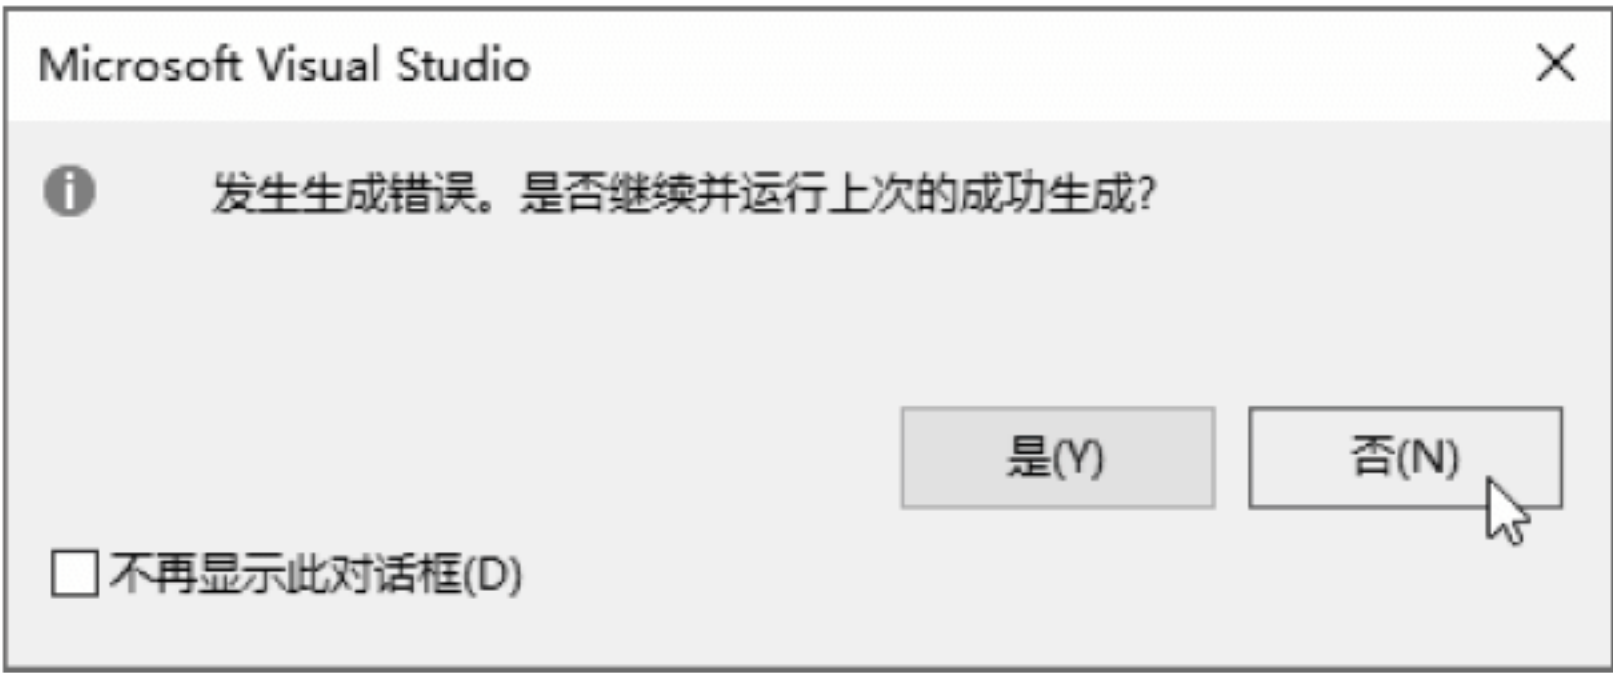 Microsoft Visual Studio
发生生成错误。是否继续并运行上次的成功生成?
是(Y)
否(N)
不再显示此对话框(D)